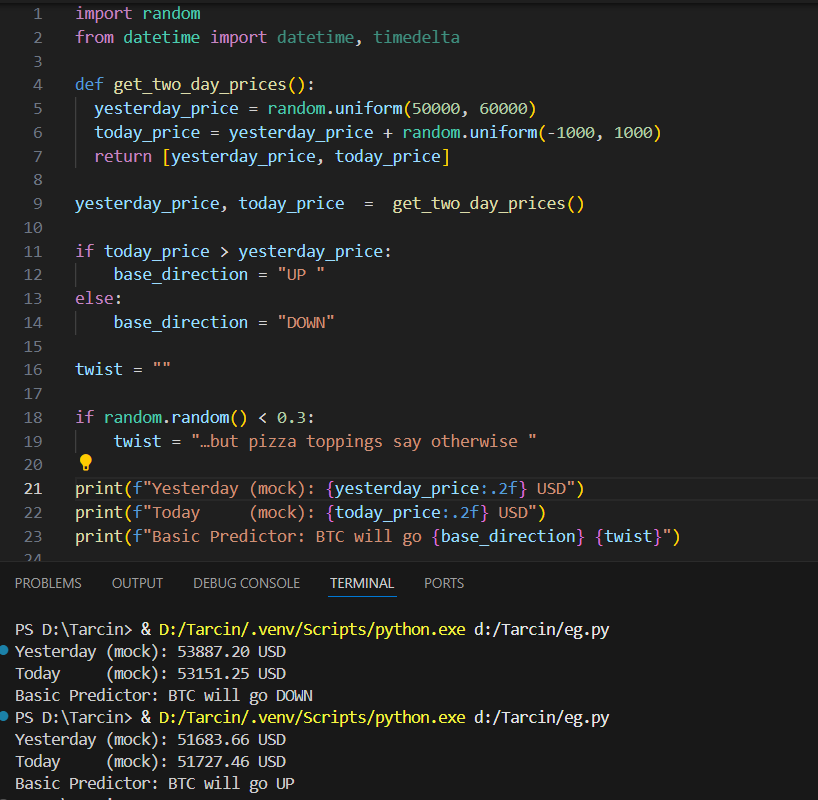 1 import random
2 from datetime import datetime, timedelta
3
4 def get_two_day_prices():
5   yesterday_price = random.uniform(50000, 60000)
6   today_price = yesterday_price + random.uniform(-1000, 1000)
7   return [yesterday_price, today_price]
8
9 yesterday_price, today_price  =  get_two_day_prices()
10
11 if today_price > yesterday_price:
12     base_direction = "UP "
13 else:
14     base_direction = "DOWN"
15
16 twist = ""
17
18 if random.random() < 0.3:
19     twist = "…but pizza toppings say otherwise "
20
21 print(f"Yesterday (mock): {yesterday_price:.2f} USD")
22 print(f"Today     (mock): {today_price:.2f} USD")
23 print(f"Basic Predictor: BTC will go {base_direction} {twist}")
24
PROBLEMS OUTPUT DEBUG CONSOLE TERMINAL PORTS
PS D:\Tarcin> & D:/Tarcin/.venv/Scripts/python.exe d:/Tarcin/eg.py
Yesterday (mock): 53887.20 USD
Today     (mock): 53151.25 USD
Basic Predictor: BTC will go DOWN
PS D:\Tarcin> & D:/Tarcin/.venv/Scripts/python.exe d:/Tarcin/eg.py
Yesterday (mock): 51683.66 USD
Today     (mock): 51727.46 USD
Basic Predictor: BTC will go UP